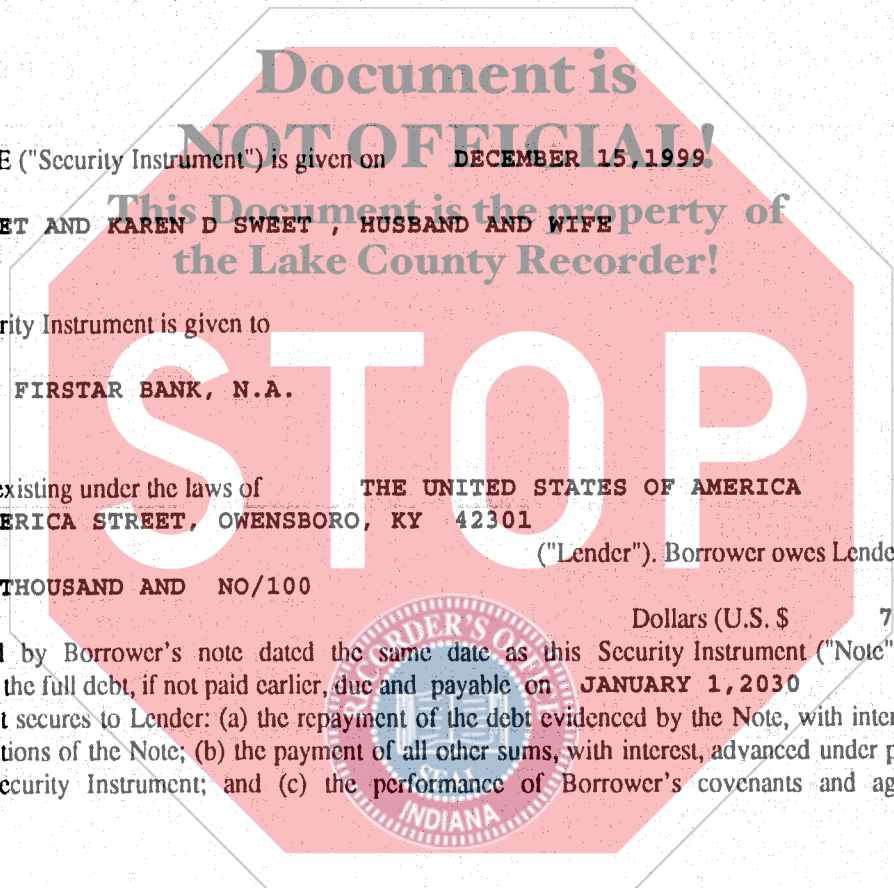 Document is
NOT OFFICIAL!
E ("Security Instrument") is given on DECEMBER 15,1999
This Document is the property of
ET AND KAREN D SWEET , HUSBAND AND WIFE
the Lake County Recorder!
rity Instrument is given to
STOP
FIRSTAR BANK, N.A.
existing under the laws of THE UNITED STATES OF AMERICA
ERICA STREET, OWENSBORO, KY 42301
("Lender"). Borrower owes Lende
THOUSAND AND NO/100
Dollars (U.S. $ 7
l by Borrower's note dated the same date as this Security Instrument ("Note"
the full debt, if not paid earlier, due and payable on JANUARY 1,2030
t secures to Lender: (a) the repayment of the debt evidenced by the Note, with inter
tions of the Note; (b) the payment of all other sums, with interest, advanced under p
ecurity Instrument; and (c) the performance of Borrower's covenants and ag
RECORDER'S OFFICE
SEAL
INDIANA